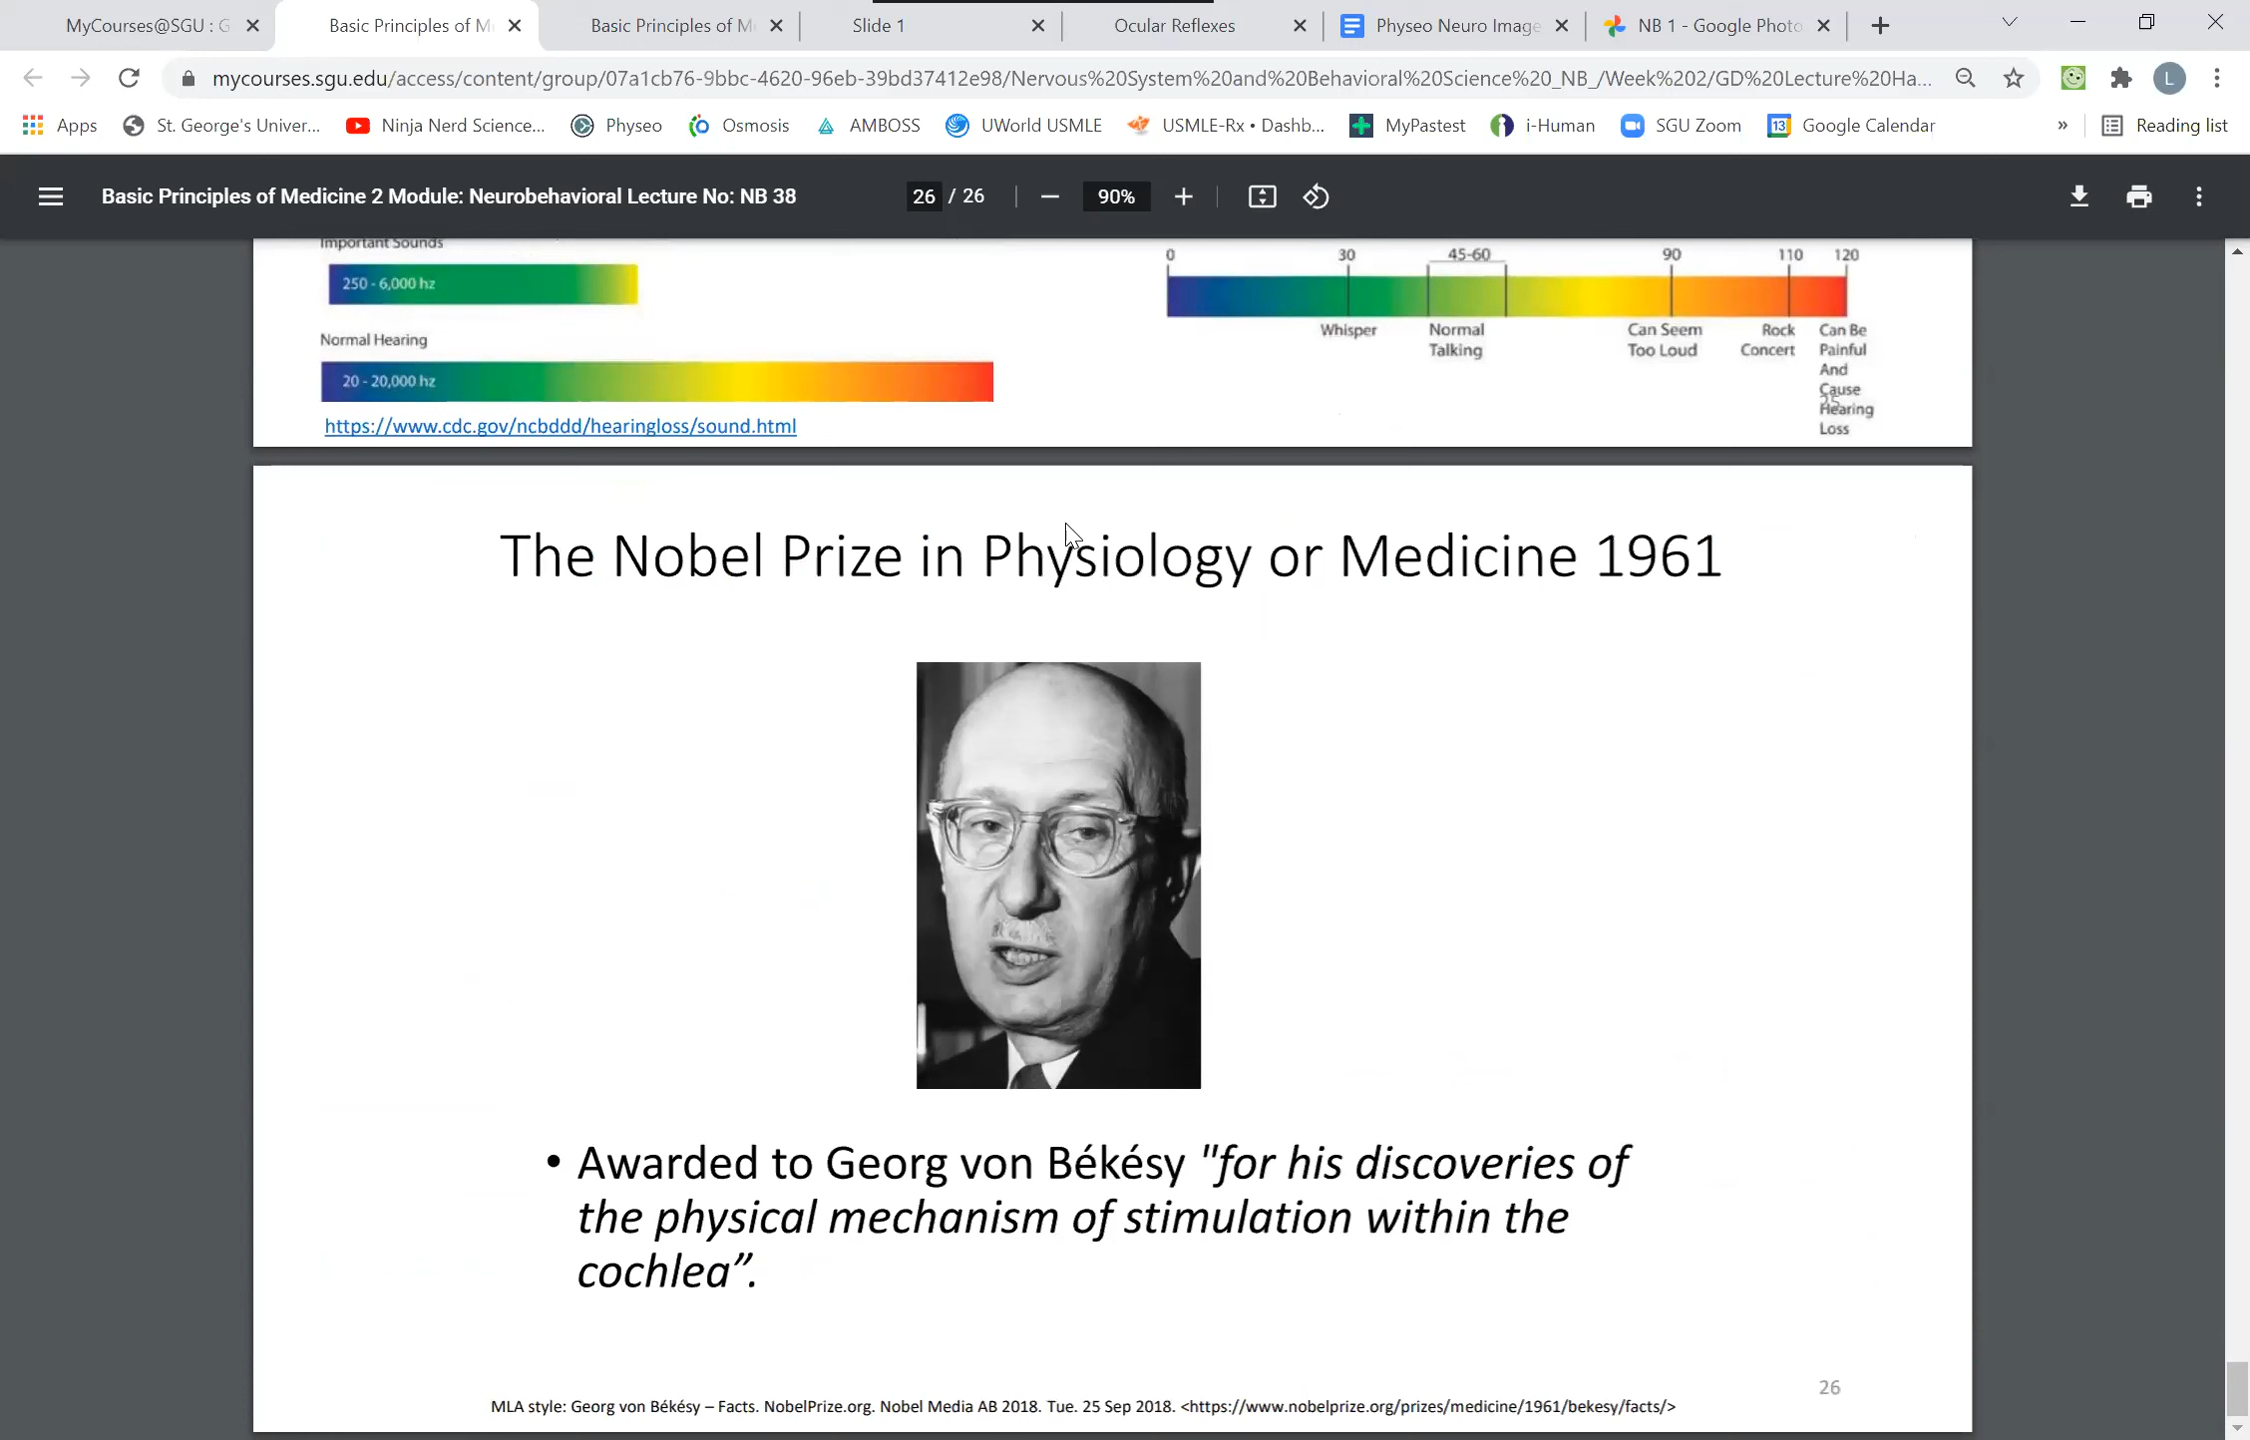 MyCourses@SGU : G
Basic Principles of M
Basic Principles of M
Slide 1
Ocular Reflexes
Physeo Neuro Image
NB 1 - Google Photo
mycourses.sgu.edu/access/content/group/07a1cb76-9bbc-4620-96eb-39bd37412e98/Nervous%20System%20and%20Behavioral%20Science%20_NB_/Week%202/GD%20Lecture%20Ha...
L
Apps
St. George's Univer...
Ninja Nerd Science...
Physeo
Osmosis
AMBOSS
UWorld USMLE
USMLE-Rx • Dashb...
MyPastest
i-Human
SGU Zoom
13
Google Calendar
»
Reading list
Basic Principles of Medicine 2 Module: Neurobehavioral Lecture No: NB 38
26 / 26
90%
Important Sounds
250 - 6,000 hz
Normal Hearing
20 - 20,000 hz
https://www.cdc.gov/ncbddd/hearingloss/sound.html
0 30 45-60 90 110 120
Whisper
Normal
Talking
Can Seem
Too Loud
Rock
Concert
Can Be
Painful
And
Cause
Hearing
Loss
25
The Nobel Prize in Physiology or Medicine 1961
• Awarded to Georg von Békésy "for his discoveries of
the physical mechanism of stimulation within the
cochlea”.
26
MLA style: Georg von Békésy – Facts. NobelPrize.org. Nobel Media AB 2018. Tue. 25 Sep 2018. <https://www.nobelprize.org/prizes/medicine/1961/bekesy/facts/>